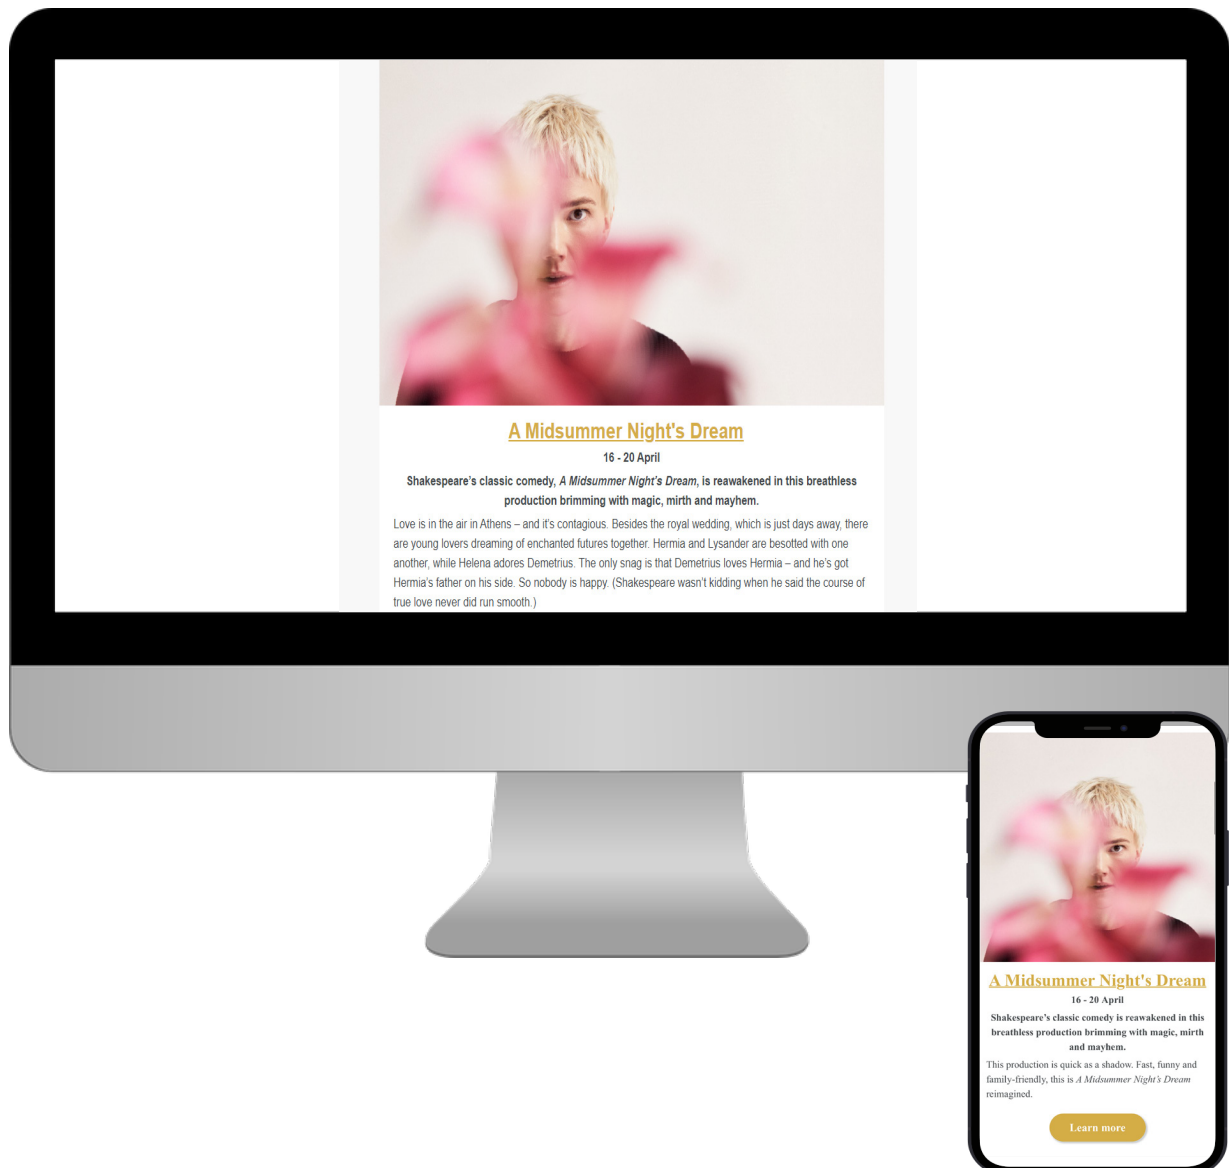 A Midsummer Night's Dream
16 - 20 April
Shakespeare's classic comedy, A Midsummer Night's Dream, is reawakened in this breathless
production brimming with magic, mirth and mayhem.
Love is in the air in Athens – and it's contagious. Besides the royal wedding, which is just days away, there
are young lovers dreaming of enchanted futures together. Hermia and Lysander are besotted with one
another, while Helena adores Demetrius. The only snag is that Demetrius loves Hermia – and he's got
Hermia's father on his side. So nobody is happy. (Shakespeare wasn't kidding when he said the course of
true love never did run smooth.)
A Midsummer Night's Dream
16 - 20 April
Shakespeare's classic comedy is reawakened in this
breathless production brimming with magic, mirth
and mayhem.
This production is quick as a shadow. Fast, funny and
family-friendly, this is A Midsummer Night's Dream
reimagined.
Learn more